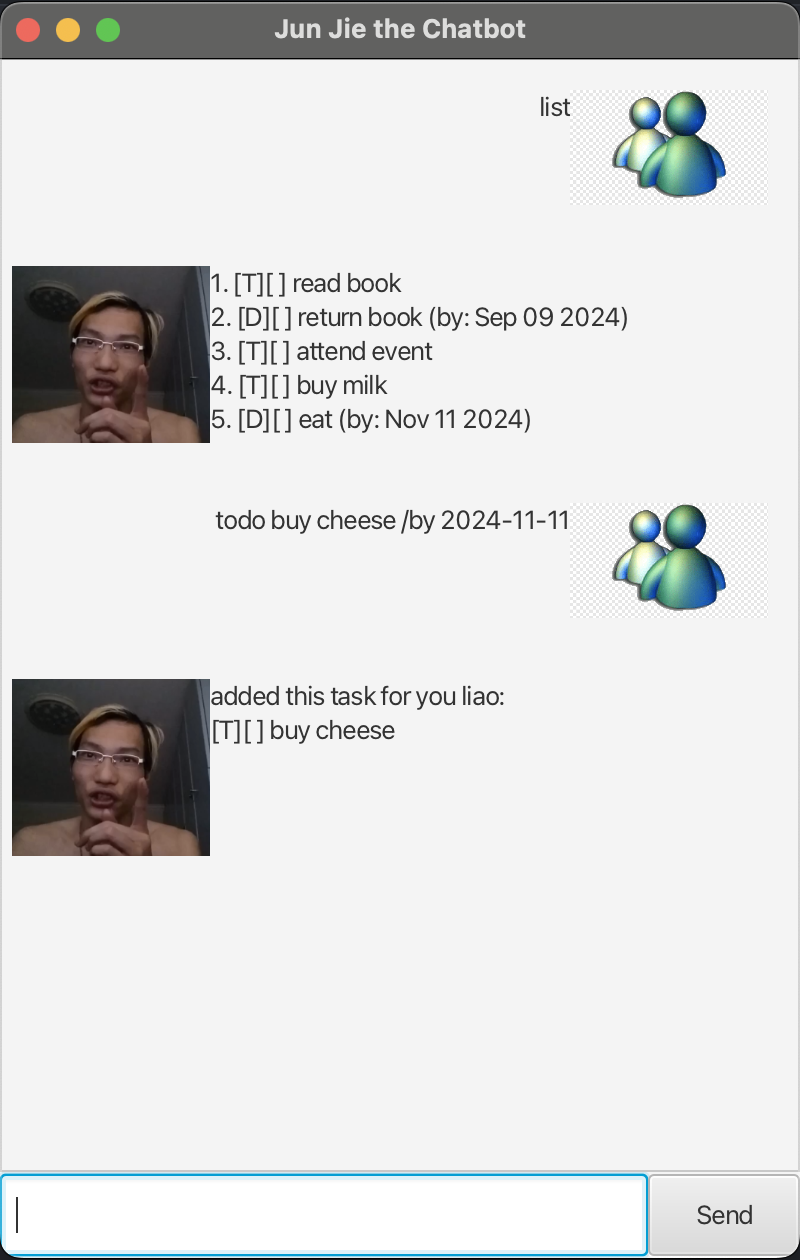 Jun Jie the Chatbot
list
1. [T][ ] read book
2. [D][ ] return book (by: Sep 09 2024)
3. [T][ ] attend event
4. [T][ ] buy milk
5. [D][ ] eat (by: Nov 11 2024)
todo buy cheese /by 2024-11-11
added this task for you liao:
[T][ ] buy cheese
Send